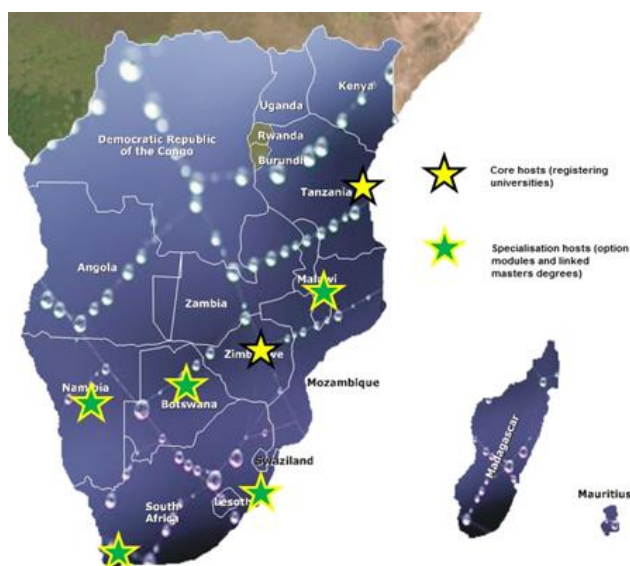 Kenya
Uganda
Democratic Republic
of the Congo
Rwanda
Burundi
Core hosts (registering
universities)
Tanzania
Specialisation hosts (option
modules and linked
masters degrees)
Angola
Malawi
Zambia
Zimbabwe
Namibia
Botswana
Mozambique
Swaziland
Madagascar
Mauritius
South
Africa
Lesotho